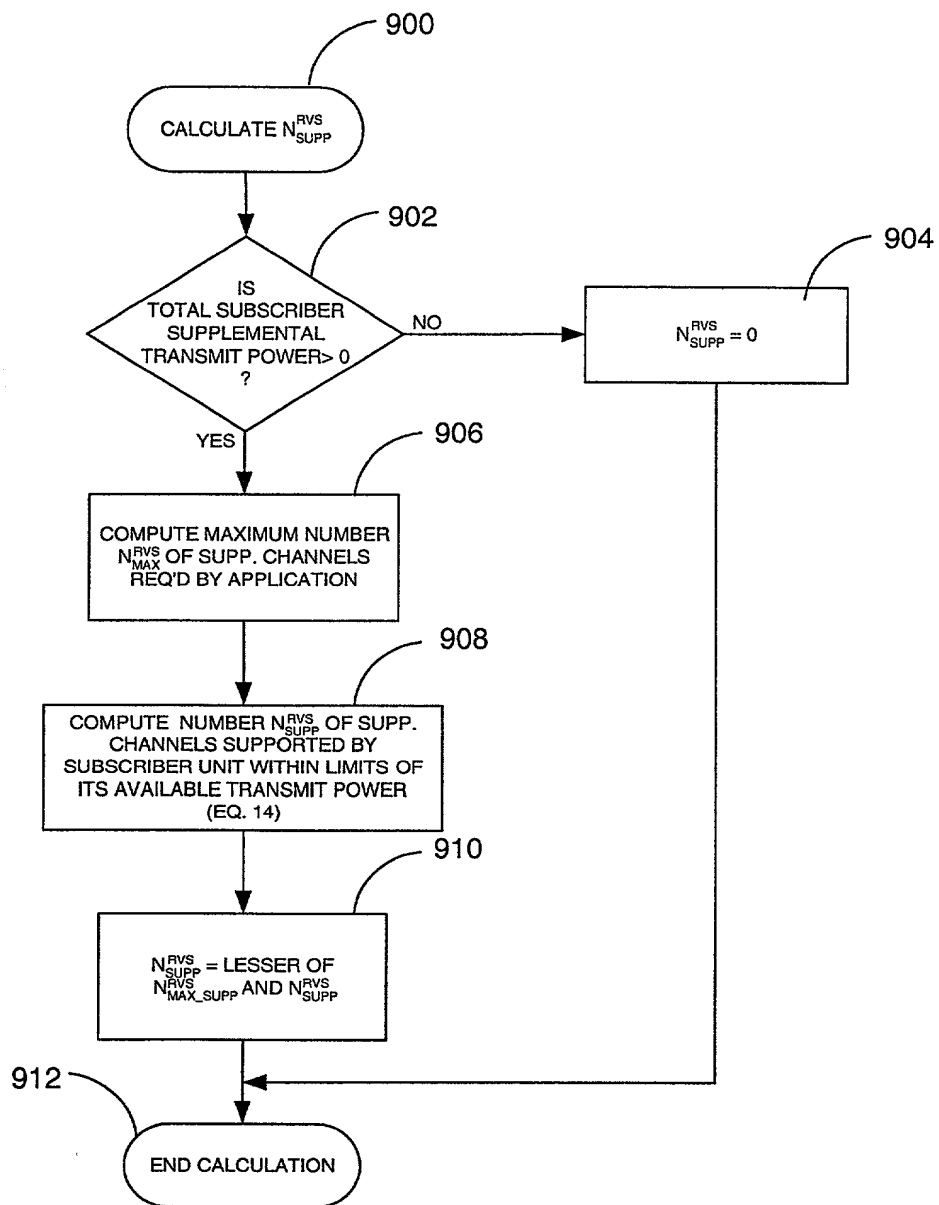 900
CALCULATE N^RVS_SUPP
902
904
IS
TOTAL SUBSCRIBER
SUPPLEMENTAL
TRANSMIT POWER> 0
?
NO
N^RVS_SUPP = 0
YES
906
COMPUTE MAXIMUM NUMBER
N^RVS_MAX OF SUPP. CHANNELS
REQ'D BY APPLICATION
908
COMPUTE NUMBER N^RVS_SUPP OF SUPP.
CHANNELS SUPPORTED BY
SUBSCRIBER UNIT WITHIN LIMITS OF
ITS AVAILABLE TRANSMIT POWER
(EQ. 14)
910
N^RVS_SUPP = LESSER OF
N^RVS_MAX_SUPP AND N^RVS_SUPP
912
END CALCULATION